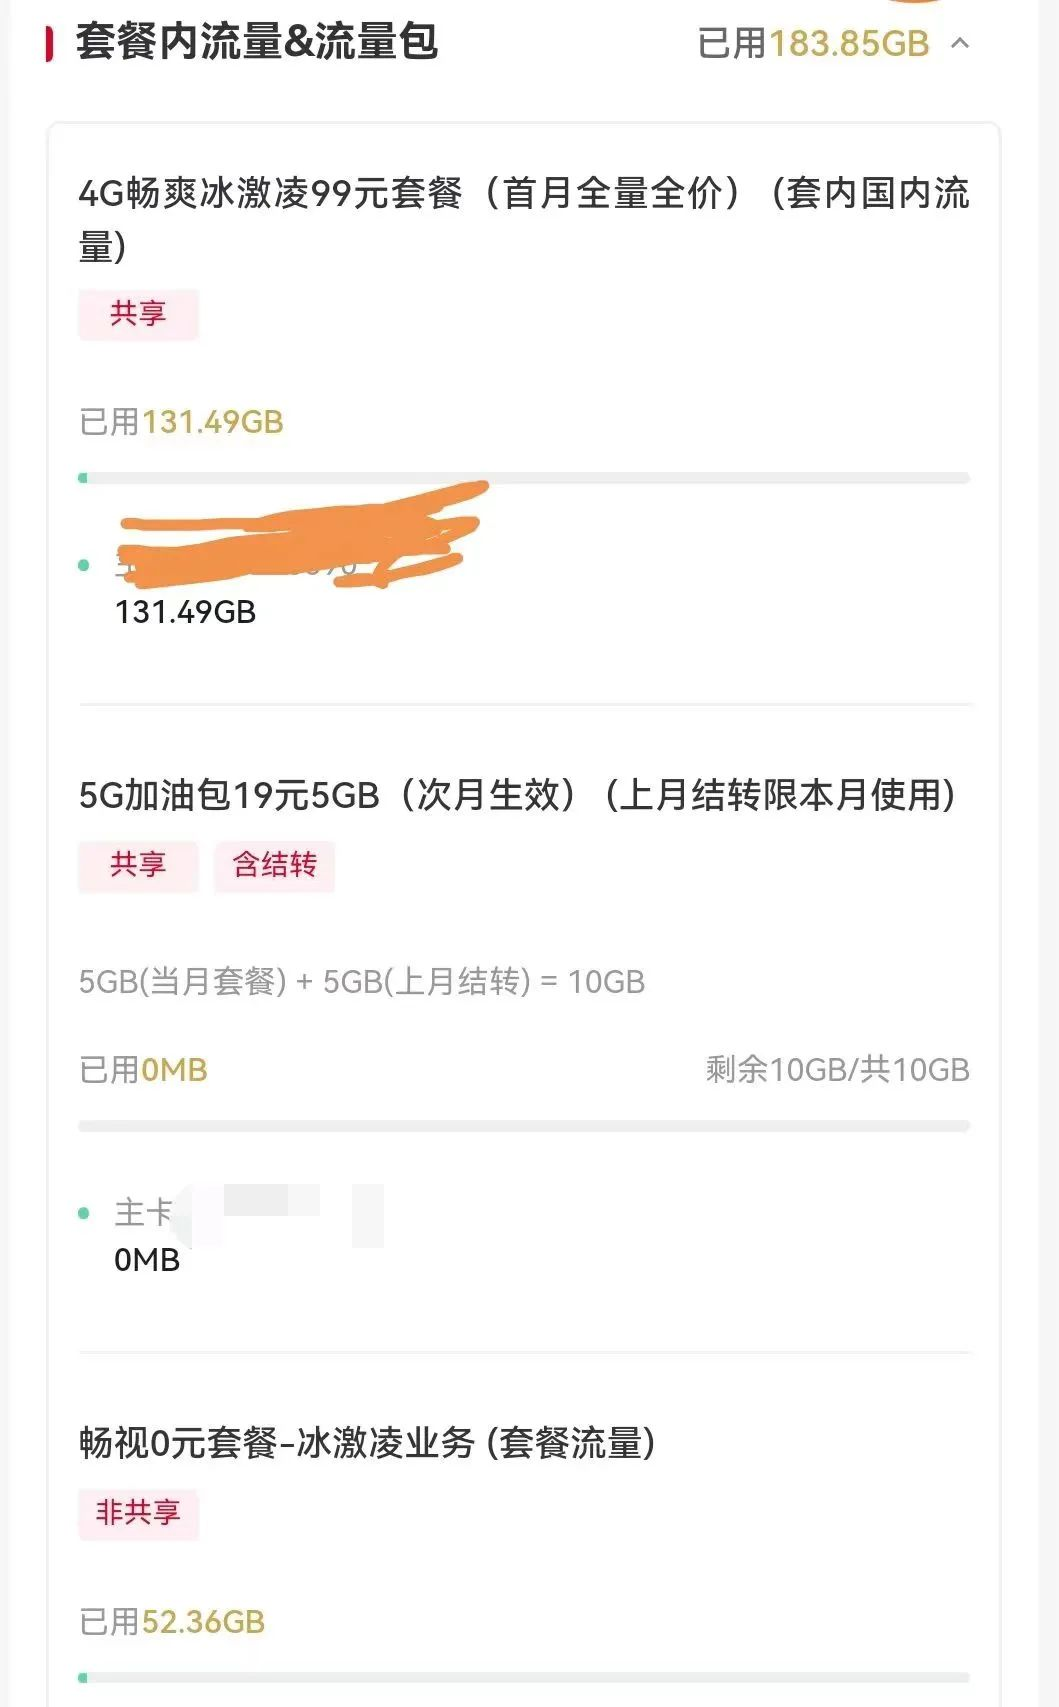 套餐内流量&流量包
已用183.85GB
4G畅爽冰激凌99元套餐（首月全量全价）(套内国内流
量)
共享
已用131.49GB
131.49GB
5G加油包19元5GB（次月生效）(上月结转限本月使用)
共享 含结转
5GB(当月套餐) + 5GB(上月结转) = 10GB
已用0MB
剩余10GB/共10GB
主卡
0MB
畅视0元套餐-冰激凌业务 (套餐流量)
非共享
已用52.36GB